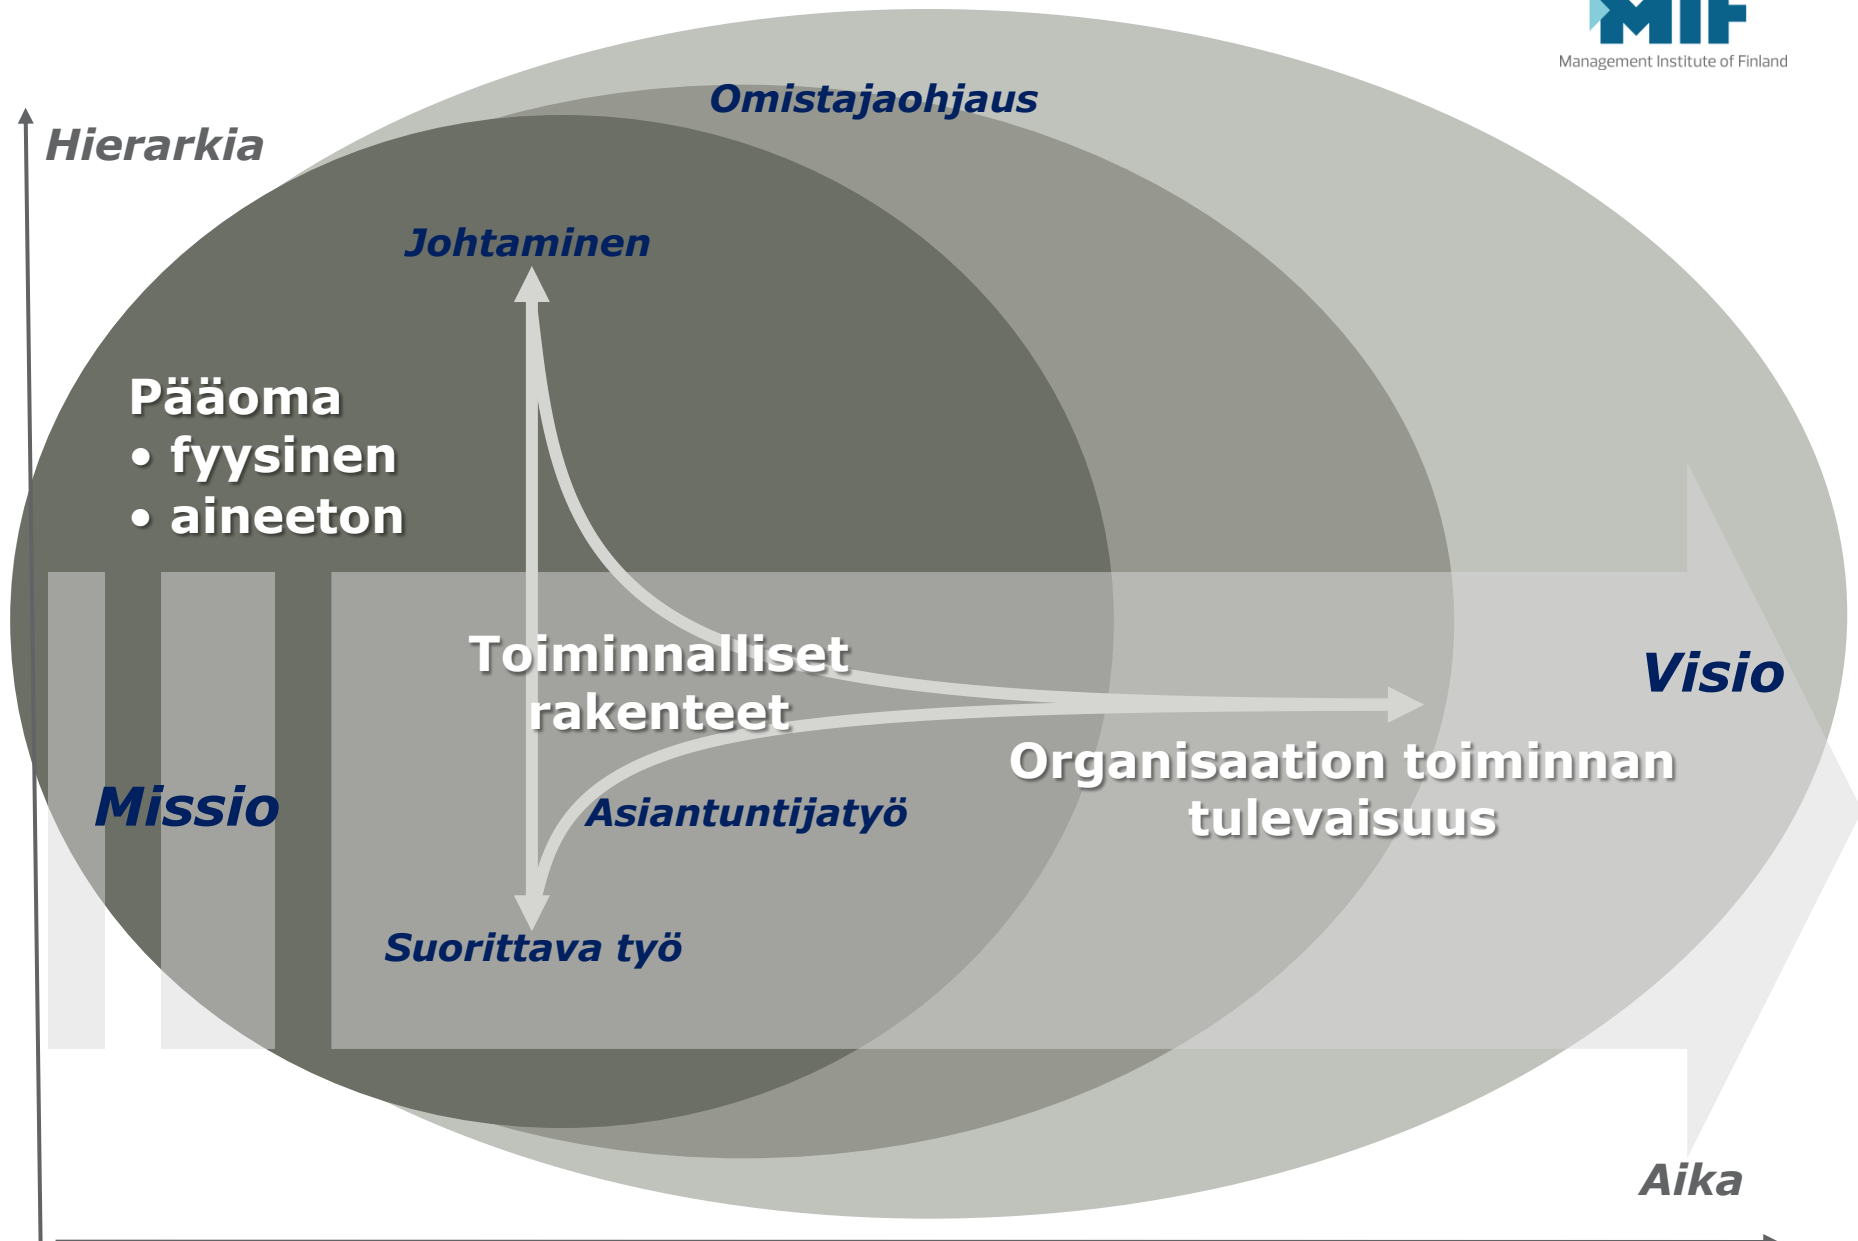 MIF
Management Institute of Finland
Omistajaohjaus
Hierarkia
Johtaminen
Pääoma
• fyysinen
• aineeton
Toiminnalliset
rakenteet
Visio
Organisaation toiminnan
tulevaisuus
Missio
Asiantuntijatyö
Suorittava työ
Aika